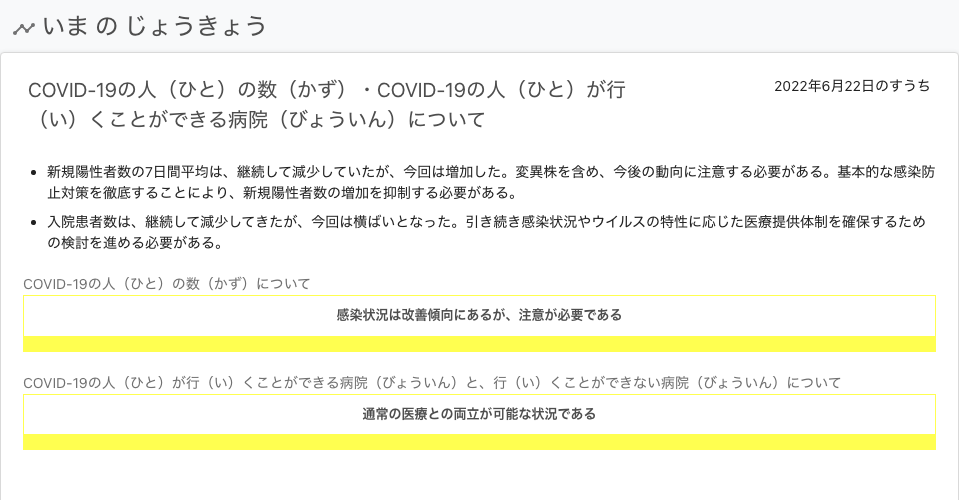 いま の じょうきょう
COVID-19の人（ひと）の数（かず）・COVID-19の人（ひと）が行
（い）くことができる病院（びょういん）について
2022年6月22日のすうち
新規陽性者数の7日間平均は、継続して減少していたが、今回は増加した。変異株を含め、今後の動向に注意する必要がある。基本的な感染防
止対策を徹底することにより、新規陽性者数の増加を抑制する必要がある。
入院患者数は、継続して減少してきたが、今回は横ばいとなった。引き続き感染状況やウイルスの特性に応じた医療提供体制を確保するため
の検討を進める必要がある。
COVID-19の人（ひと）の数（かず）について
感染状況は改善傾向にあるが、注意が必要である
COVID-19の人（ひと）が行（い）くことができる病院（びょういん）と、行（い）くことができない病院（びょういん）について
通常の医療との両立が可能な状況である